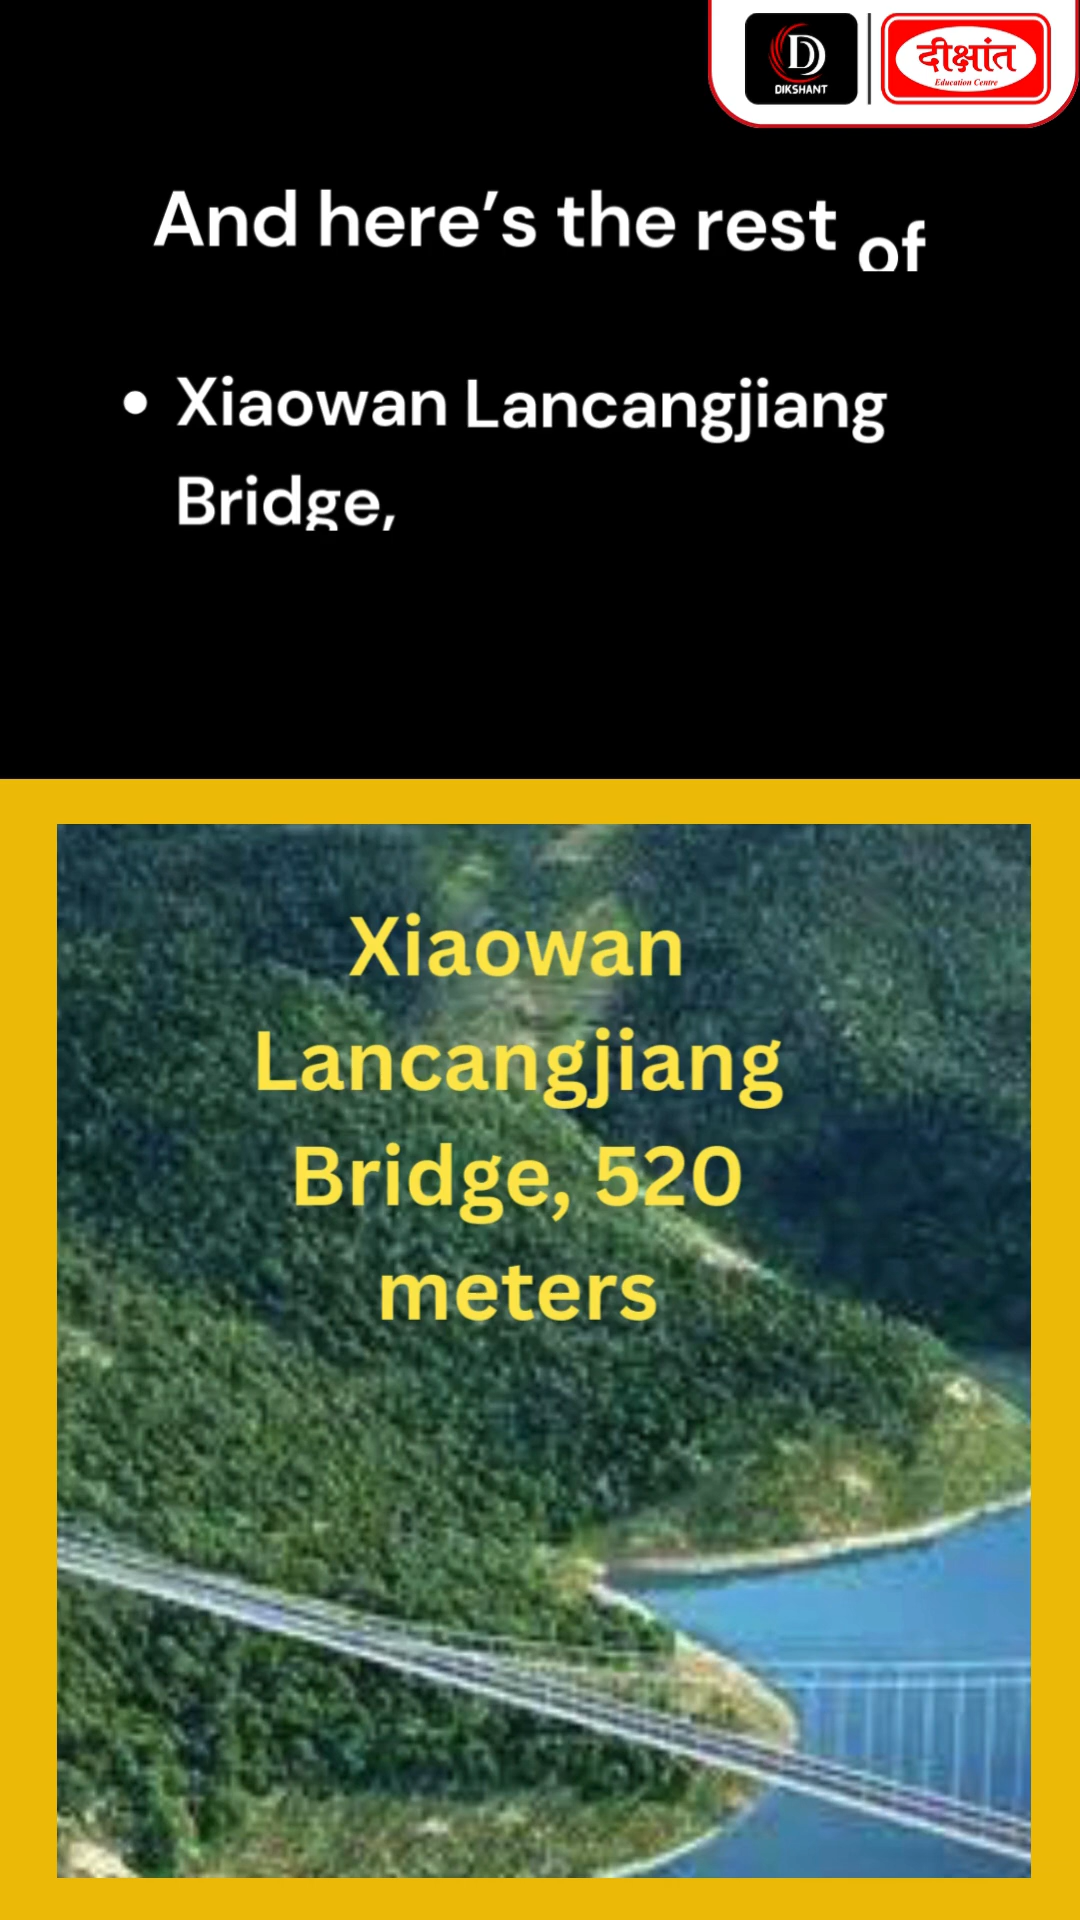 D
DIKSHANT
दीक्षांत
Education Centre
And here’s the rest of
• Xiaowan Lancangjiang
Bridge,
Xiaowan
Lancangjiang
Bridge, 520
meters